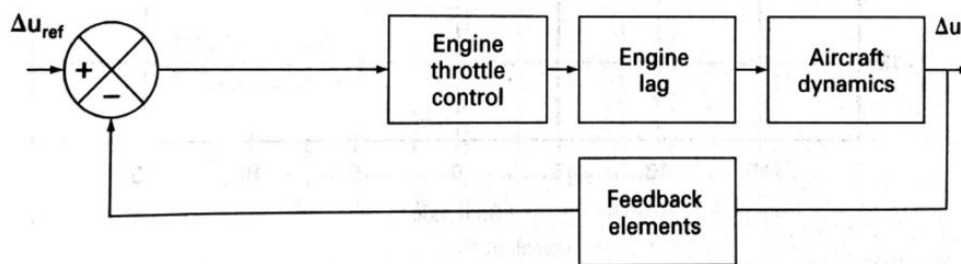 Δu_ref
+
−
Engine
throttle
control
Engine
lag
Aircraft
dynamics
Δu
Feedback
elements